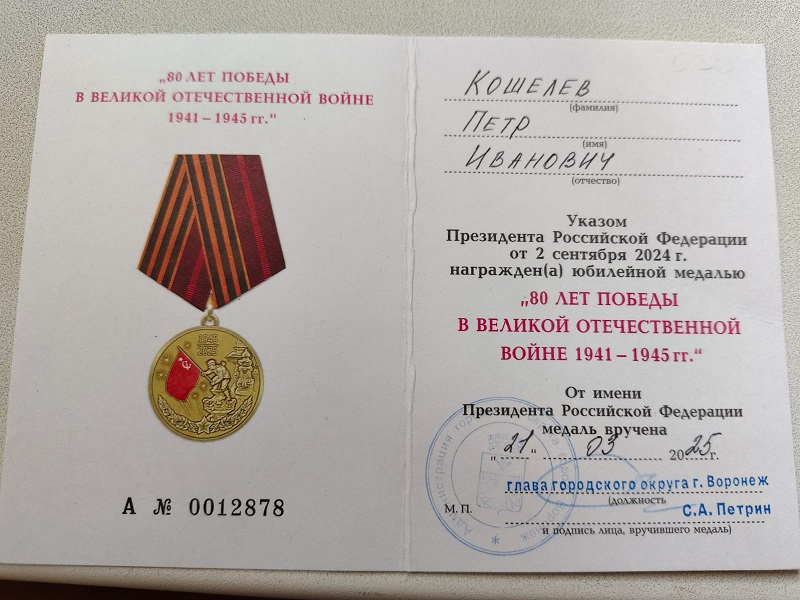 „80 ЛЕТ ПОБЕДЫ
В ВЕЛИКОЙ ОТЕЧЕСТВЕННОЙ ВОЙНЕ
1941 – 1945 гг.“
1945
2025
А № 0012878
КОШЕЛЕВ
(фамилия)
ПЕТР
(имя)
ИВАНОВИЧ
(отчество)
Указом
Президента Российской Федерации
от 2 сентября 2024 г.
награжден(а) юбилейной медалью
„80 ЛЕТ ПОБЕДЫ
В ВЕЛИКОЙ ОТЕЧЕСТВЕННОЙ
ВОЙНЕ 1941 – 1945 гг.“
От имени
Президента Российской Федерации
медаль вручена
„21“ 03 2025г.
глава городского округа г. Воронеж
(должность
М. П. С.А. Петрин
и подпись лица, вручившего медаль)